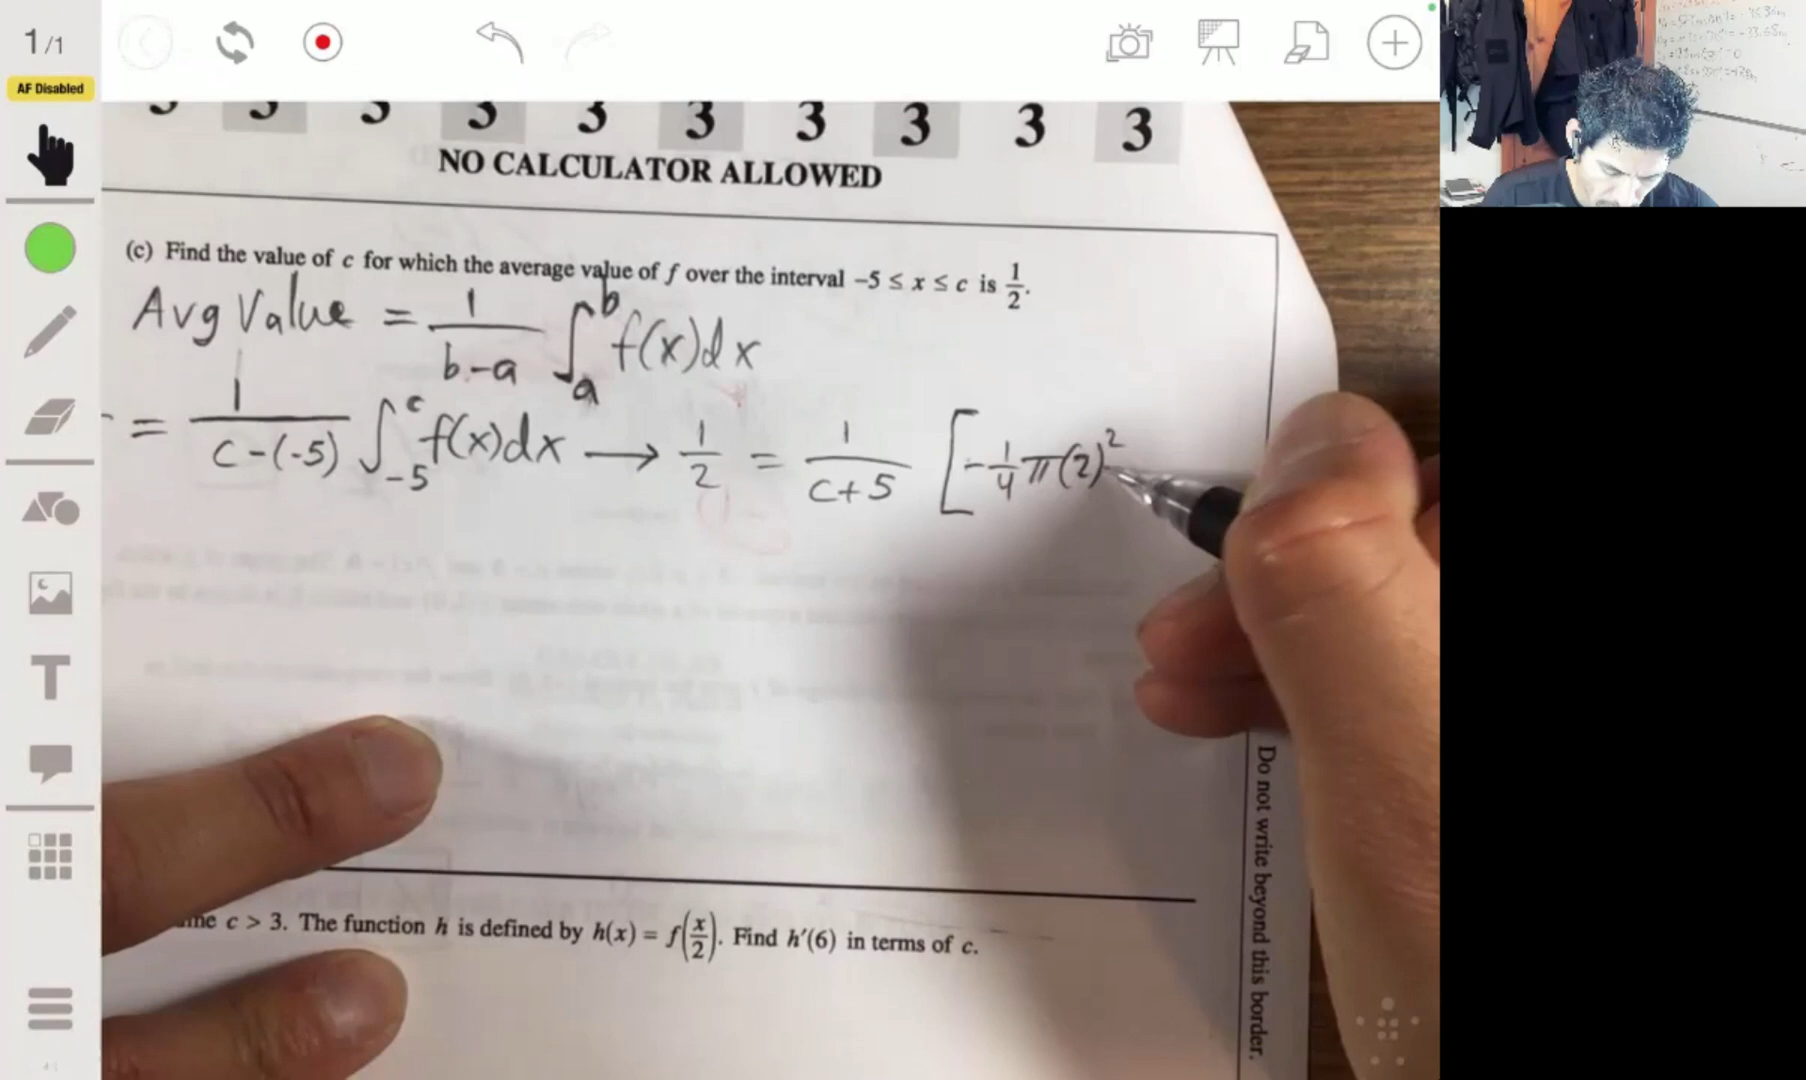 1/1
AF Disabled
3 3 3 3 3 3 3 3 3 3
NO CALCULATOR ALLOWED
(c) Find the value of c for which the average value of f over the interval −5 ≤ x ≤ c is 1/2.
Avg Value = 1/(b-a) ∫_a^b f(x)dx
= 1/(c-(-5)) ∫_-5^c f(x)dx → 1/2 = 1/(c+5) [-1/4 π(2)^2
c > 3. The function h is defined by h(x) = f(x/2). Find h′(6) in terms of c.
Do not write beyond this border.
T